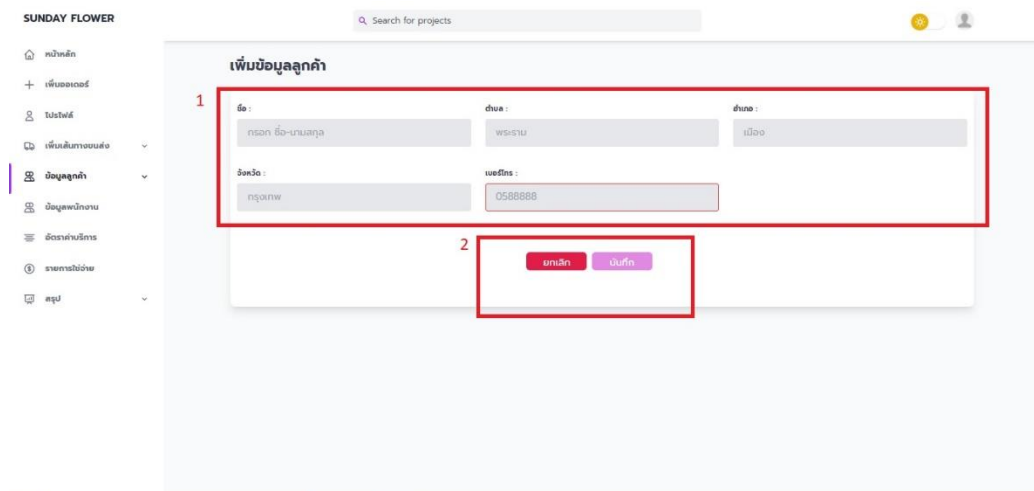 SUNDAY FLOWER
Search for projects
หน้าหลัก
เพิ่มออเดอร์
โปรไฟล์
เพิ่มเส้นทางขนส่ง
ข้อมูลลูกค้า
ข้อมูลพนักงาน
อัตราค่าบริการ
รายการใช้จ่าย
สรุป
เพิ่มข้อมูลลูกค้า
1
ชื่อ :
ตำบล :
อำเภอ :
กรอก ชื่อ-นามสกุล
พระราม
เมือง
จังหวัด :
เบอร์โทร :
กรุงเทพ
0588888
2
ยกเลิก
บันทึก